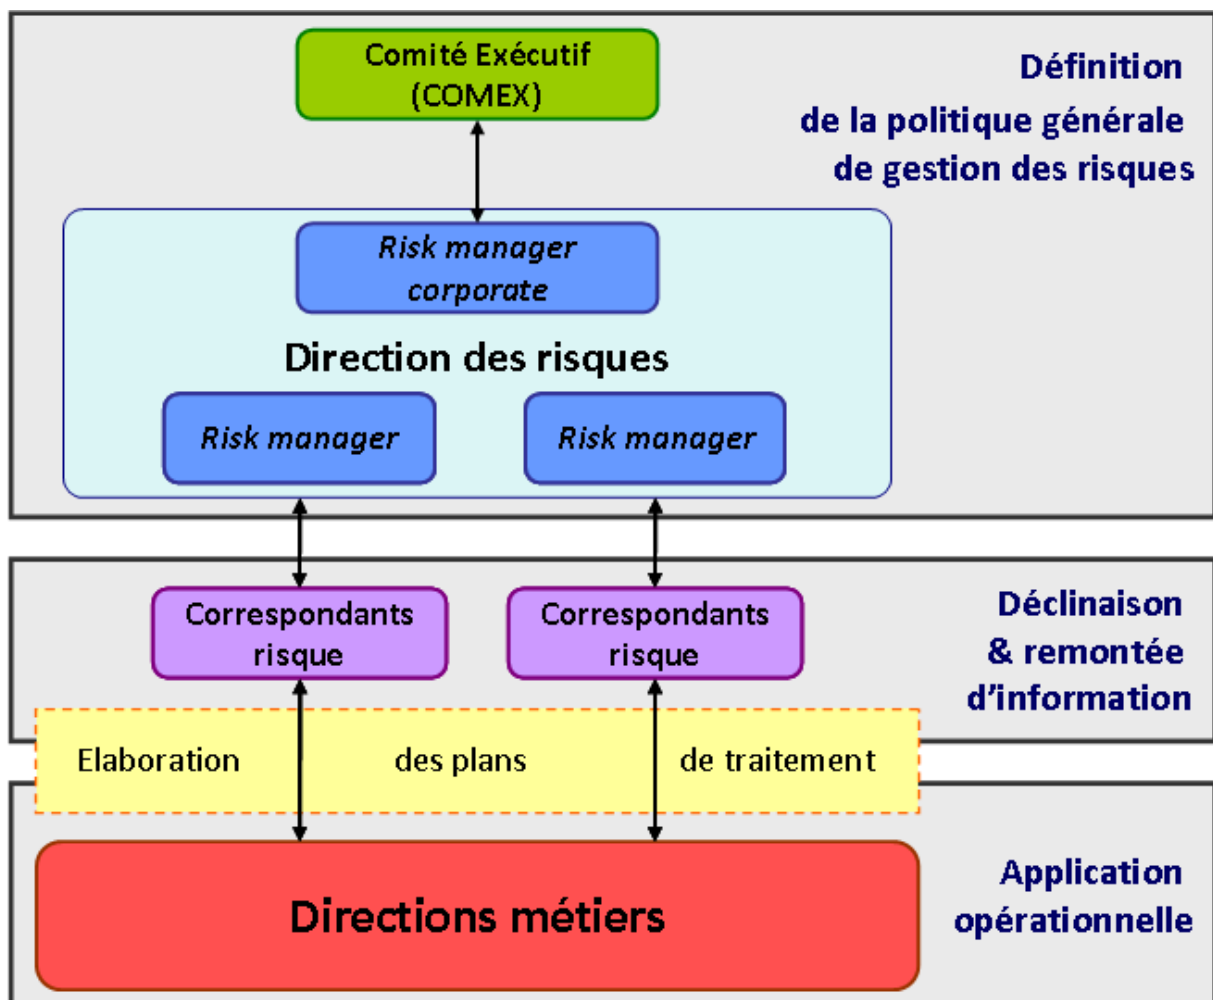 Comité Exécutif
(COMEX)
Définition
de la politique générale
de gestion des risques
Risk manager
corporate
Direction des risques
Risk manager
Risk manager
Correspondants
risque
Correspondants
risque
Déclinaison
& remontée
d'information
Elaboration des plans de traitement
Directions métiers
Application
opérationnelle